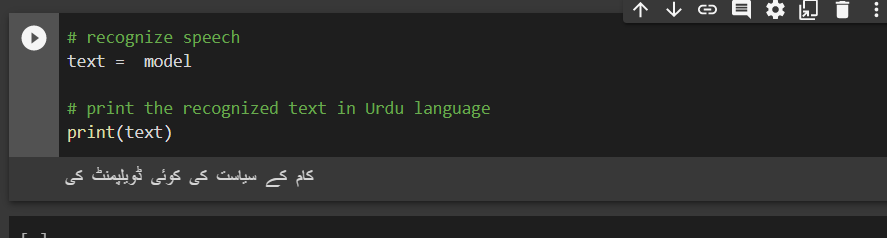 # recognize speech
text =  model
# print the recognized text in Urdu language
print(text)
کام کے سیاست کی کوئی ڈویلپمنٹ کی
[ ]